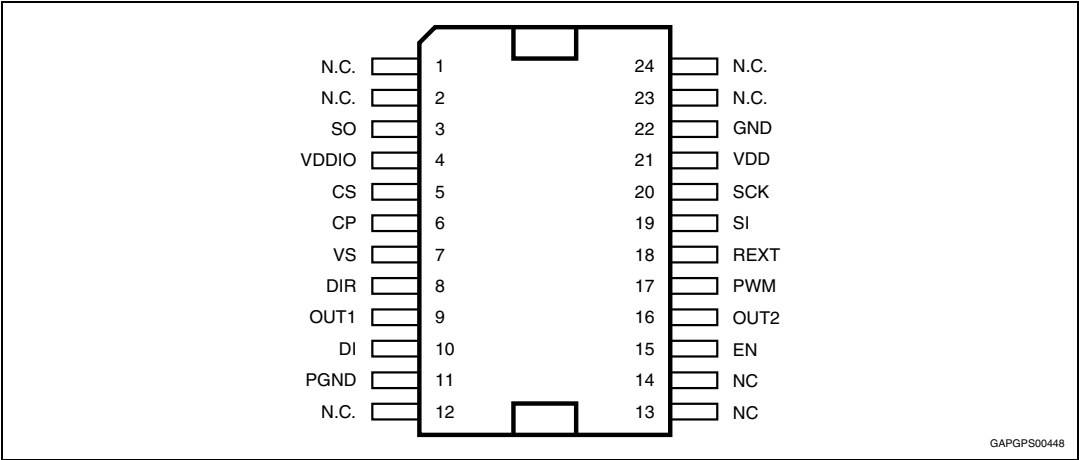 N.C. 1 24 N.C.
N.C. 2 23 N.C.
SO 3 22 GND
VDDIO 4 21 VDD
CS 5 20 SCK
CP 6 19 SI
VS 7 18 REXT
DIR 8 17 PWM
OUT1 9 16 OUT2
DI 10 15 EN
PGND 11 14 NC
N.C. 12 13 NC
GAPGPS00448